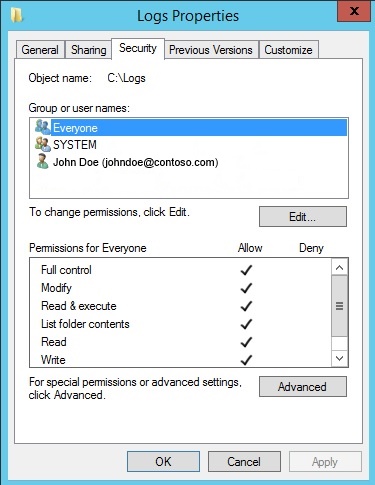 Logs Properties
X
General Sharing Security Previous Versions Customize
Object name: C:\Logs
Group or user names:
Everyone
SYSTEM
John Doe (johndoe@contoso.com)
To change permissions, click Edit.
Edit...
Permissions for Everyone Allow Deny
Full control
Modify
Read & execute
List folder contents
Read
Write
For special permissions or advanced settings,
click Advanced.
Advanced
OK Cancel Apply